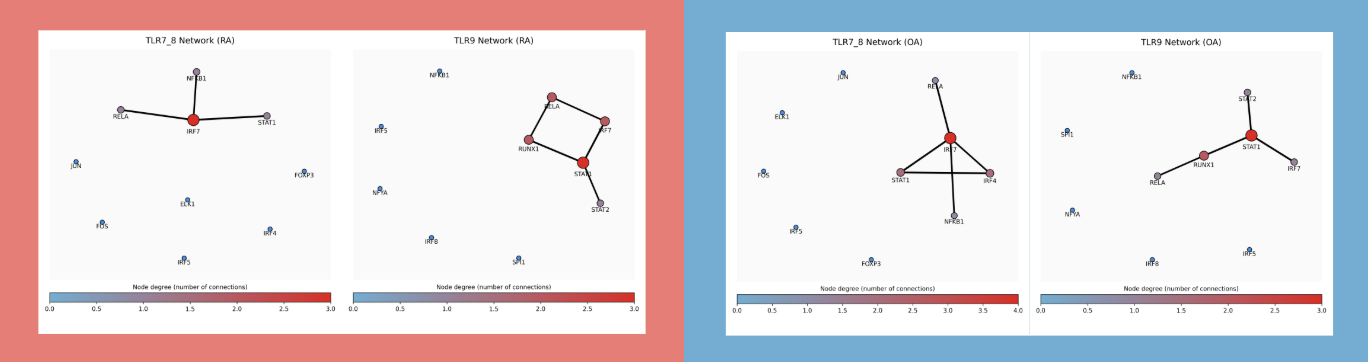 TLR7_8 Network (RA)
NFKB1
RELA
STAT1
IRF7
JUN
FOXP3
ELK1
FOS
IRF4
IRF5
Node degree (number of connections)
0.0 0.5 1.0 1.5 2.0 2.5 3.0
TLR9 Network (RA)
NFKB1
RELA
IRF5
IRF7
RUNX1
STAT1
NFYA
STAT2
IRF8
SPI1
Node degree (number of connections)
0.0 0.5 1.0 1.5 2.0 2.5 3.0
TLR7_8 Network (OA)
JUN
RELA
ELK1
IRF7
FOS
STAT1
IRF4
NFKB1
IRF5
FOXP3
Node degree (number of connections)
0.0 0.5 1.0 1.5 2.0 2.5 3.0 3.5 4.0
TLR9 Network (OA)
NFKB1
STAT2
SPI1
STAT1
RUNX1
IRF7
RELA
NFYA
IRF5
IRF8
Node degree (number of connections)
0.0 0.5 1.0 1.5 2.0 2.5 3.0